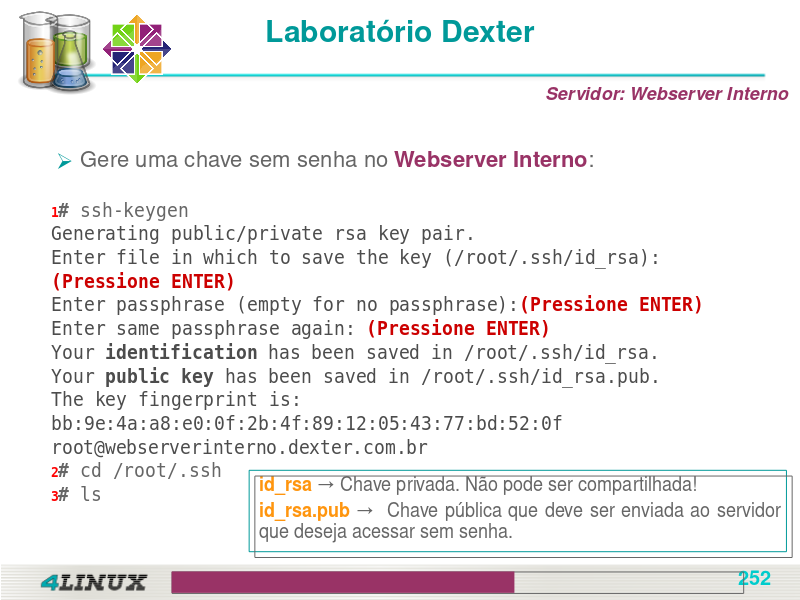 Laboratório Dexter
Servidor: Webserver Interno
Gere uma chave sem senha no Webserver Interno:
1# ssh-keygen
Generating public/private rsa key pair.
Enter file in which to save the key (/root/.ssh/id_rsa):
(Pressione ENTER)
Enter passphrase (empty for no passphrase):(Pressione ENTER)
Enter same passphrase again: (Pressione ENTER)
Your identification has been saved in /root/.ssh/id_rsa.
Your public key has been saved in /root/.ssh/id_rsa.pub.
The key fingerprint is:
bb:9e:4a:a8:e0:0f:2b:4f:89:12:05:43:77:bd:52:0f
root@webserverinterno.dexter.com.br
2# cd /root/.ssh
3# ls
id_rsa → Chave privada. Não pode ser compartilhada!
id_rsa.pub → Chave pública que deve ser enviada ao servidor
que deseja acessar sem senha.
4LINUX
252